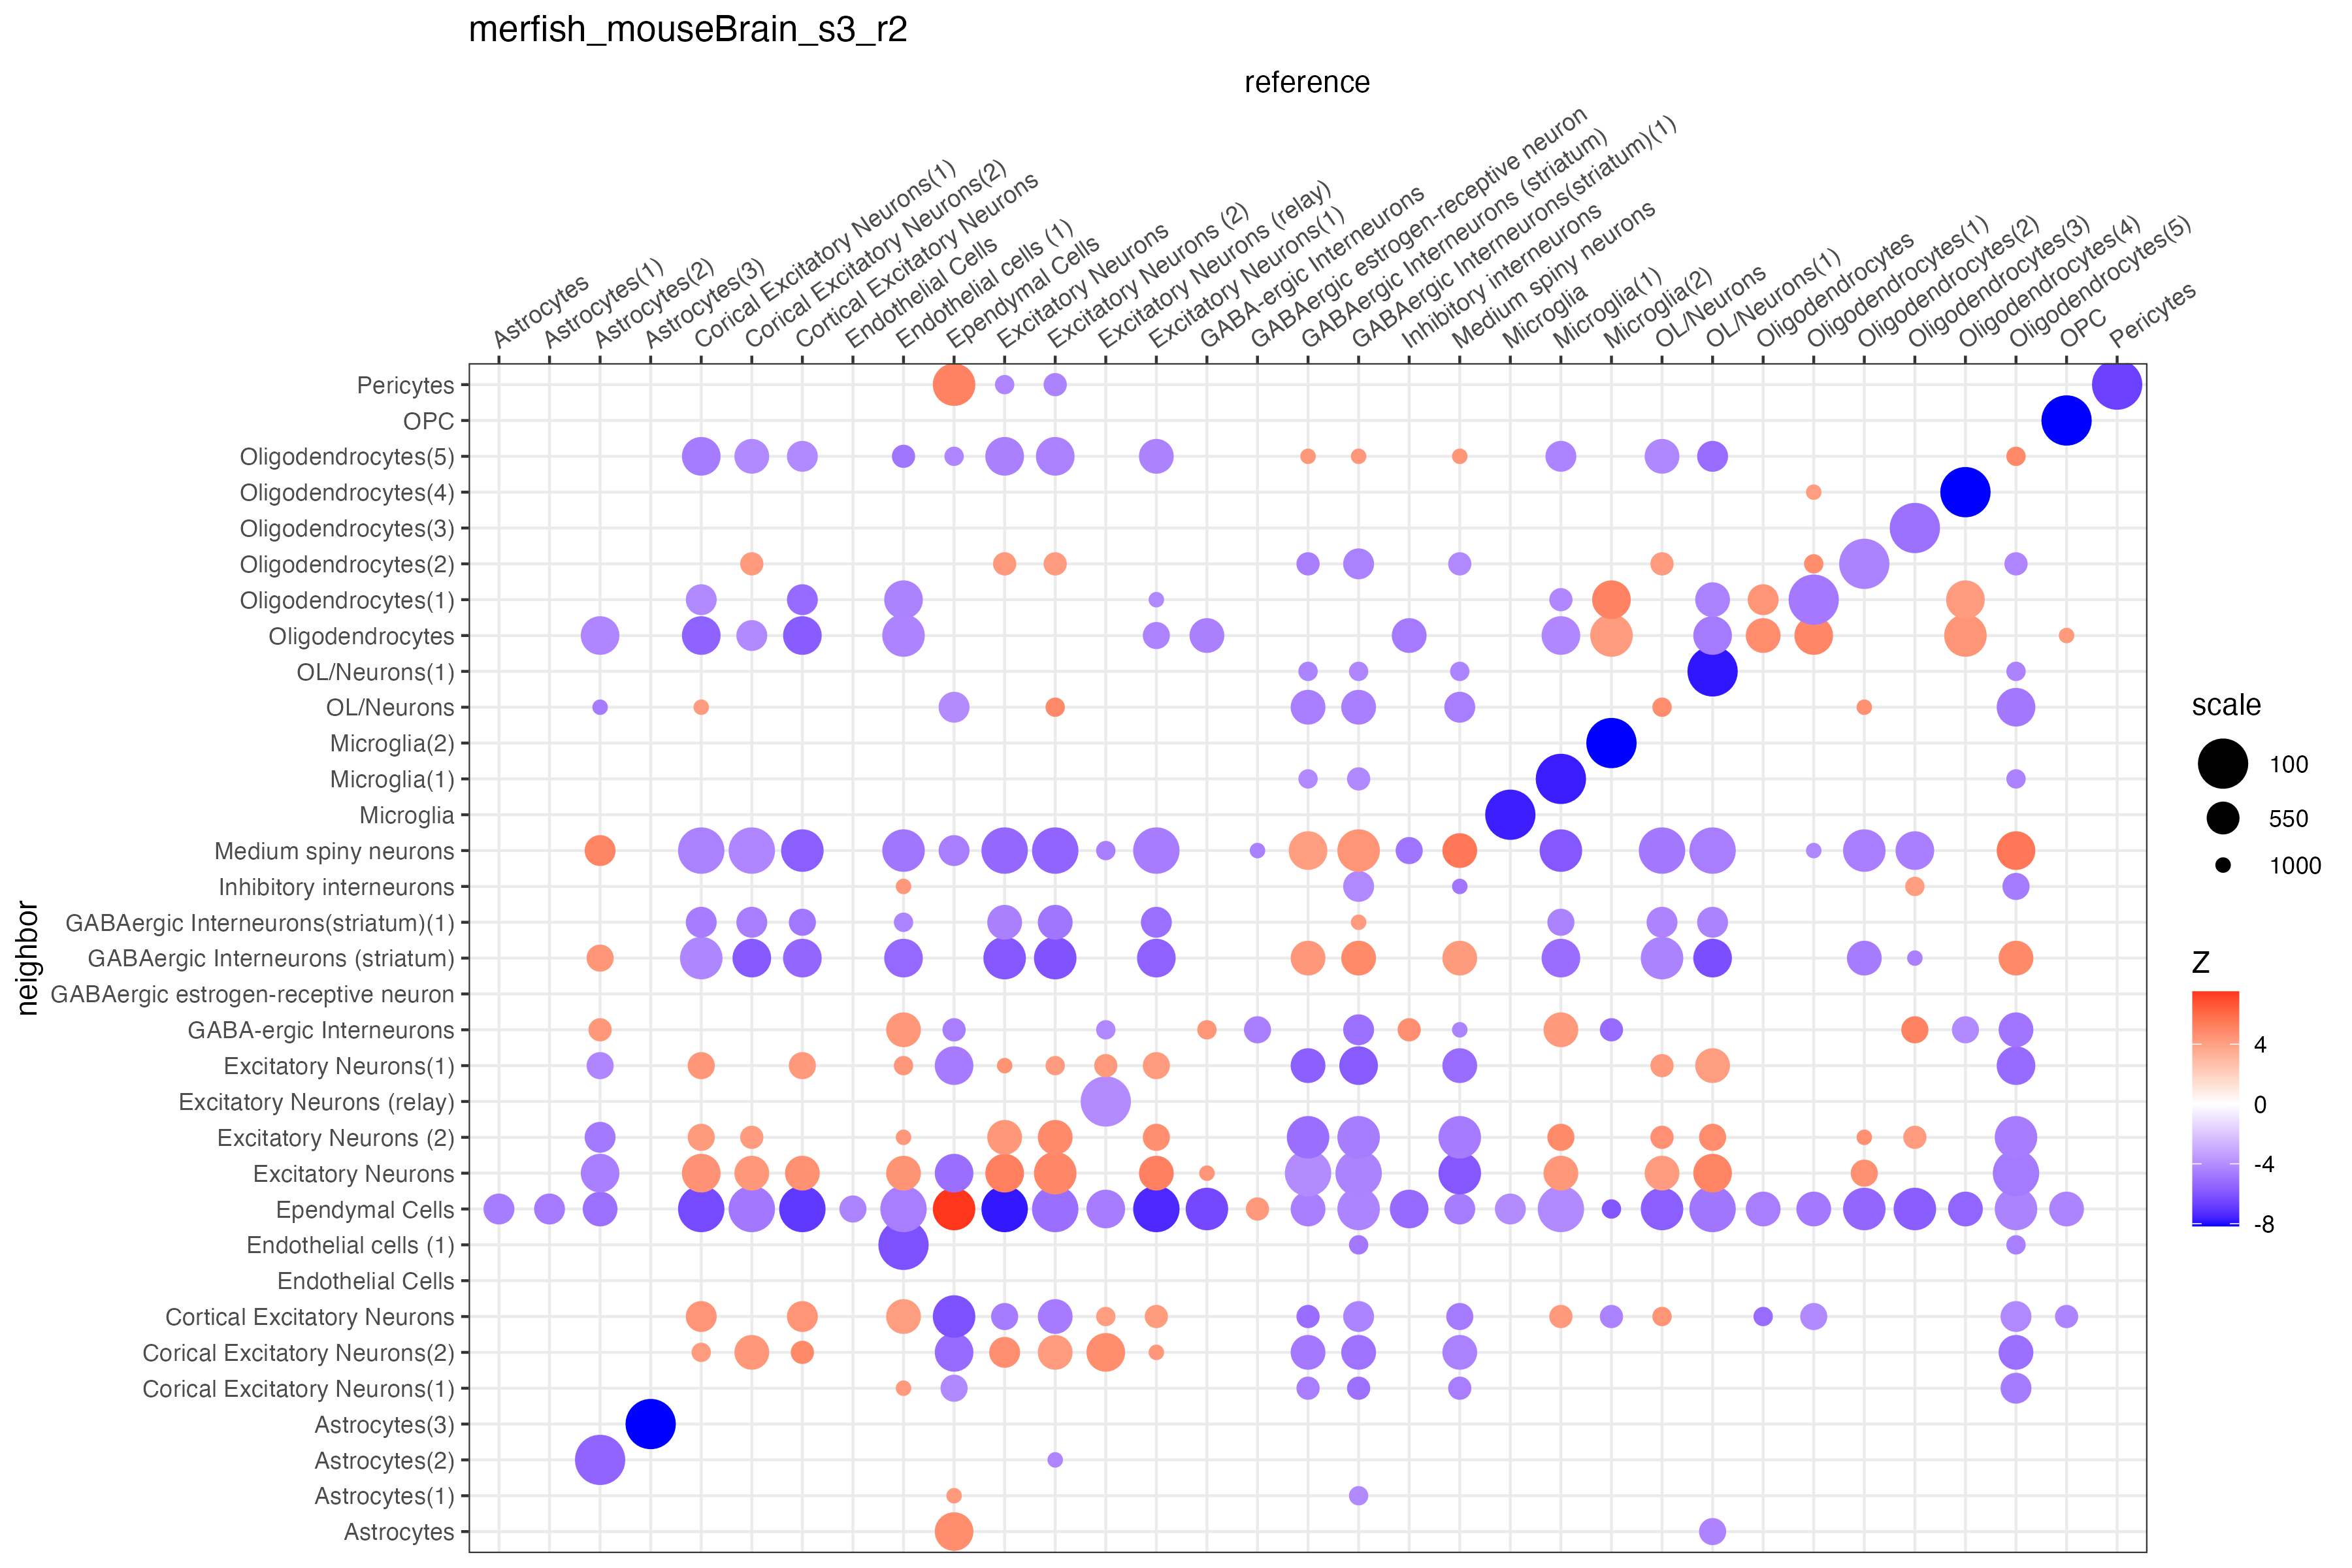 merfish_mouseBrain_s3_r2
reference
Astrocytes
Astrocytes(1)
Astrocytes(2)
Astrocytes(3)
Corical Excitatory Neurons(1)
Corical Excitatory Neurons(2)
Cortical Excitatory Neurons
Endothelial Cells
Endothelial cells (1)
Ependymal Cells
Excitatory Neurons
Excitatory Neurons (2)
Excitatory Neurons (relay)
Excitatory Neurons(1)
GABA-ergic Interneurons
GABAergic estrogen-receptive neuron
GABAergic Interneurons (striatum)
GABAergic Interneurons(striatum)(1)
Inhibitory interneurons
Medium spiny neurons
Microglia
Microglia(1)
Microglia(2)
OL/Neurons
OL/Neurons(1)
Oligodendrocytes
Oligodendrocytes(1)
Oligodendrocytes(2)
Oligodendrocytes(3)
Oligodendrocytes(4)
Oligodendrocytes(5)
OPC
Pericytes
neighbor
Pericytes
OPC
Oligodendrocytes(5)
Oligodendrocytes(4)
Oligodendrocytes(3)
Oligodendrocytes(2)
Oligodendrocytes(1)
Oligodendrocytes
OL/Neurons(1)
OL/Neurons
Microglia(2)
Microglia(1)
Microglia
Medium spiny neurons
Inhibitory interneurons
GABAergic Interneurons(striatum)(1)
GABAergic Interneurons (striatum)
GABAergic estrogen-receptive neuron
GABA-ergic Interneurons
Excitatory Neurons(1)
Excitatory Neurons (relay)
Excitatory Neurons (2)
Excitatory Neurons
Ependymal Cells
Endothelial cells (1)
Endothelial Cells
Cortical Excitatory Neurons
Corical Excitatory Neurons(2)
Corical Excitatory Neurons(1)
Astrocytes(3)
Astrocytes(2)
Astrocytes(1)
Astrocytes
scale
100
550
1000
Z
4
0
-4
-8